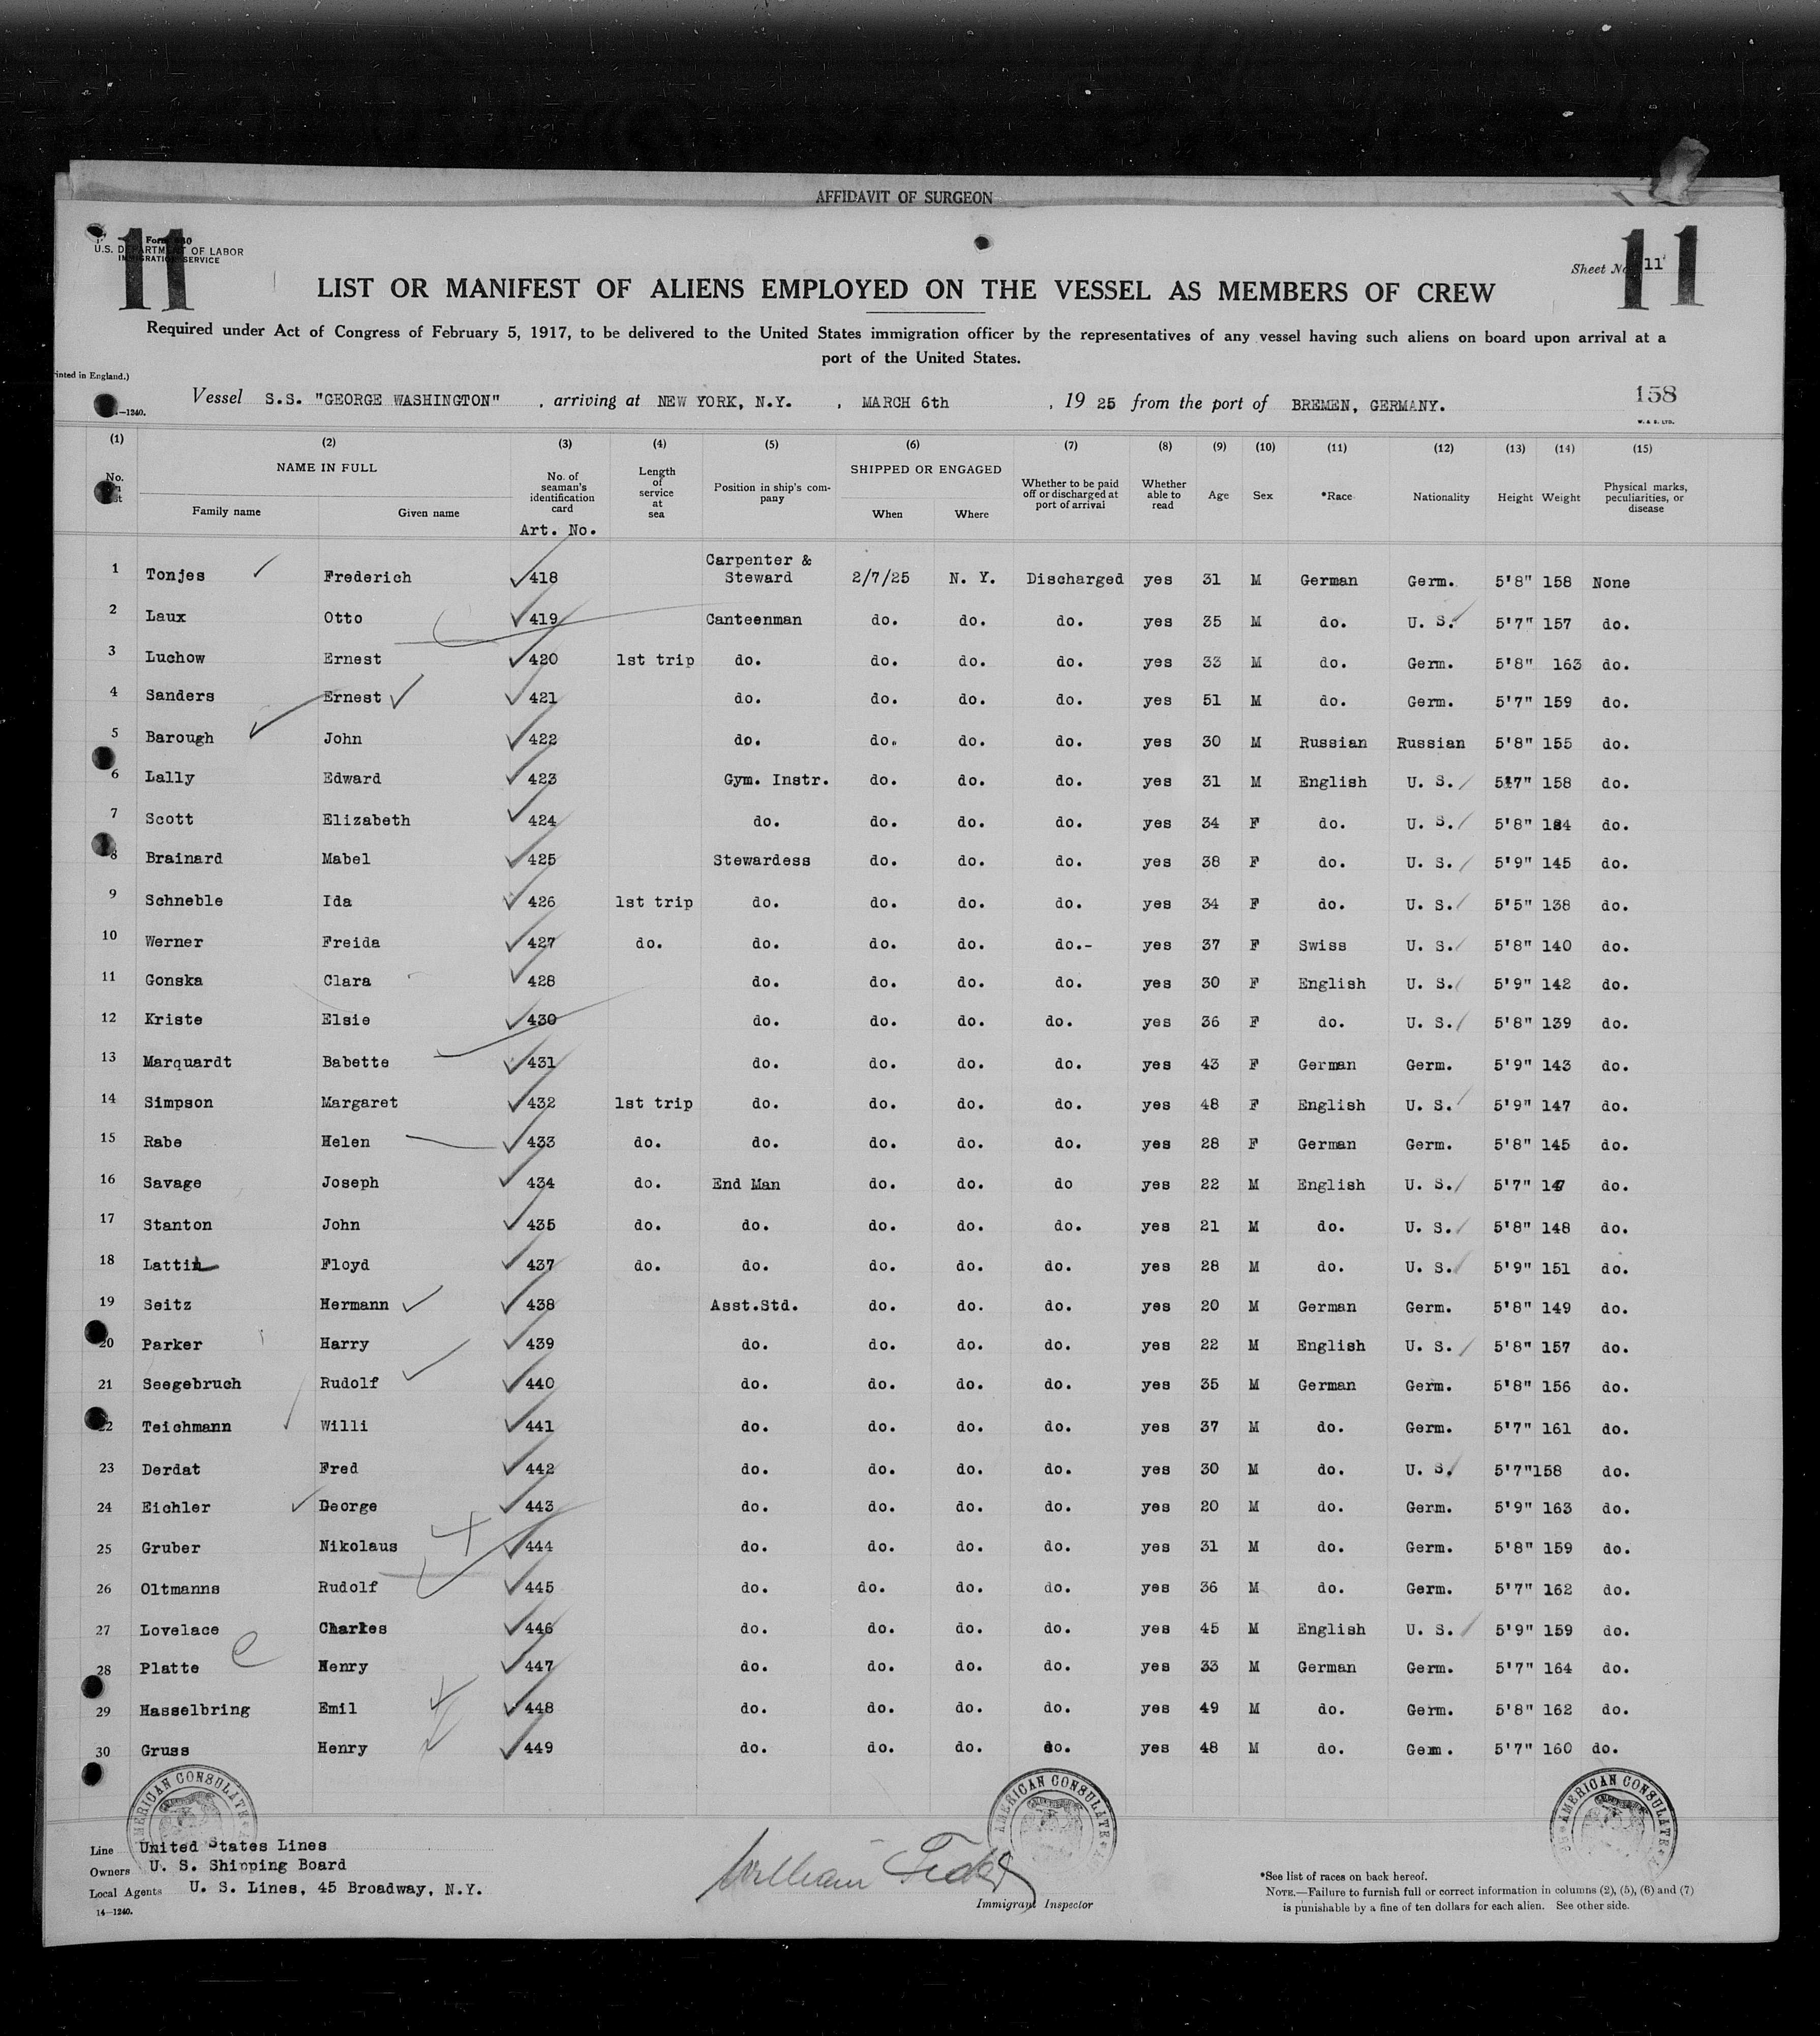 AFFIDAVIT OF SURGEON
11
Form
U.S. DEPARTMENT OF LABOR
IMMIGRATION SERVICE
Sheet No. 11
11
LIST OR MANIFEST OF ALIENS EMPLOYED ON THE VESSEL AS MEMBERS OF CREW
Required under Act of Congress of February 5, 1917, to be delivered to the United States immigration officer by the representatives of any vessel having such aliens on board upon arrival at a
port of the United States.
inted in England.)
—1240.
Vessel S.S. "GEORGE WASHINGTON" , arriving at NEW YORK, N.Y. , MARCH 6th , 19 25 from the port of BREMEN, GERMANY.
158
W. & S. LTD.
(1) (2) (3) (4) (5) (6) (7) (8) (9) (10) (11) (12) (13) (14) (15)
No. NAME IN FULL Family name Given name No. of seaman's identification card Art. No. Length of service at sea Position in ship's company SHIPPED OR ENGAGED When Where Whether to be paid off or discharged at port of arrival Whether able to read Age Sex *Race Nationality Height Weight Physical marks, peculiarities, or disease
1 Tonjes Frederich 418 Carpenter & Steward 2/7/25 N. Y. Discharged yes 31 M German Germ. 5'8" 158 None
2 Laux Otto 419 Canteenman do. do. do. yes 35 M do. U. S. 5'7" 157 do.
3 Luchow Ernest 420 1st trip do. do. do. do. yes 33 M do. Germ. 5'8" 163 do.
4 Sanders Ernest 421 do. do. do. do. yes 51 M do. Germ. 5'7" 159 do.
5 Barough John 422 do. do. do. do. yes 30 M Russian Russian 5'8" 155 do.
6 Lally Edward 423 Gym. Instr. do. do. do. yes 31 M English U. S. 5'7" 158 do.
7 Scott Elizabeth 424 do. do. do. do. yes 34 F do. U. S. 5'8" do.
8 Brainard Mabel 425 Stewardess do. do. do. yes 38 F do. U. S. 5'9" 145 do.
9 Schneble Ida 426 1st trip do. do. do. do. yes 34 F do. U. S. 5'5" 138 do.
10 Werner Freida 427 do. do. do. do. do.- yes 37 F Swiss U. S. 5'8" 140 do.
11 Gonska Clara 428 do. do. do. do. yes 30 F English U. S. 5'9" 142 do.
12 Kriste Elsie 430 do. do. do. do. yes 36 F do. U. S. 5'8" 139 do.
13 Marquardt Babette 431 do. do. do. do. yes 43 F German Germ. 5'9" 143 do.
14 Simpson Margaret 432 1st trip do. do. do. do. yes 48 F English U. S. 5'9" 147 do.
15 Rabe Helen 433 do. do. do. do. do. yes 28 F German Germ. 5'8" 145 do.
16 Savage Joseph 434 do. End Man do. do. do yes 22 M English U. S. 5'7" do.
17 Stanton John 435 do. do. do. do. do. yes 21 M do. U. S. 5'8" 148 do.
18 Lattin Floyd 437 do. do. do. do. do. yes 28 M do. U. S. 5'9" 151 do.
19 Seitz Hermann 438 Asst.Std. do. do. do. yes 20 M German Germ. 5'8" 149 do.
20 Parker Harry 439 do. do. do. do. yes 22 M English U. S. 5'8" 157 do.
21 Seegebruch Rudolf 440 do. do. do. do. yes 35 M German Germ. 5'8" 156 do.
22 Teichmann Willi 441 do. do. do. do. yes 37 M do. Germ. 5'7" 161 do.
23 Derdat Fred 442 do. do. do. do. yes 30 M do. U. S. 5'7" 158 do.
24 Eichler George 443 do. do. do. do. yes 20 M do. Germ. 5'9" 163 do.
25 Gruber Nikolaus 444 do. do. do. do. yes 31 M do. Germ. 5'8" 159 do.
26 Oltmanns Rudolf 445 do. do. do. do. yes 36 M do. Germ. 5'7" 162 do.
27 Lovelace Charles 446 do. do. do. do. yes 45 M English U. S. 5'9" 159 do.
28 Platte Henry 447 do. do. do. do. yes 33 M German Germ. 5'7" 164 do.
29 Hasselbring Emil 448 do. do. do. do. yes 49 M do. Germ. 5'8" 162 do.
30 Gruss Henry 449 do. do. do. do. yes 48 M do. Gem. 5'7" 160 do.
AMERICAN CONSULATE
AMERICAN CONSULATE
AMERICAN CONSULATE
Line United States Lines
Owners U. S. Shipping Board
Local Agents U. S. Lines, 45 Broadway, N.Y.
14—1240.
William
Immigrant Inspector
*See list of races on back hereof.
NOTE.—Failure to furnish full or correct information in columns (2), (5), (6) and (7)
is punishable by a fine of ten dollars for each alien. See other side.